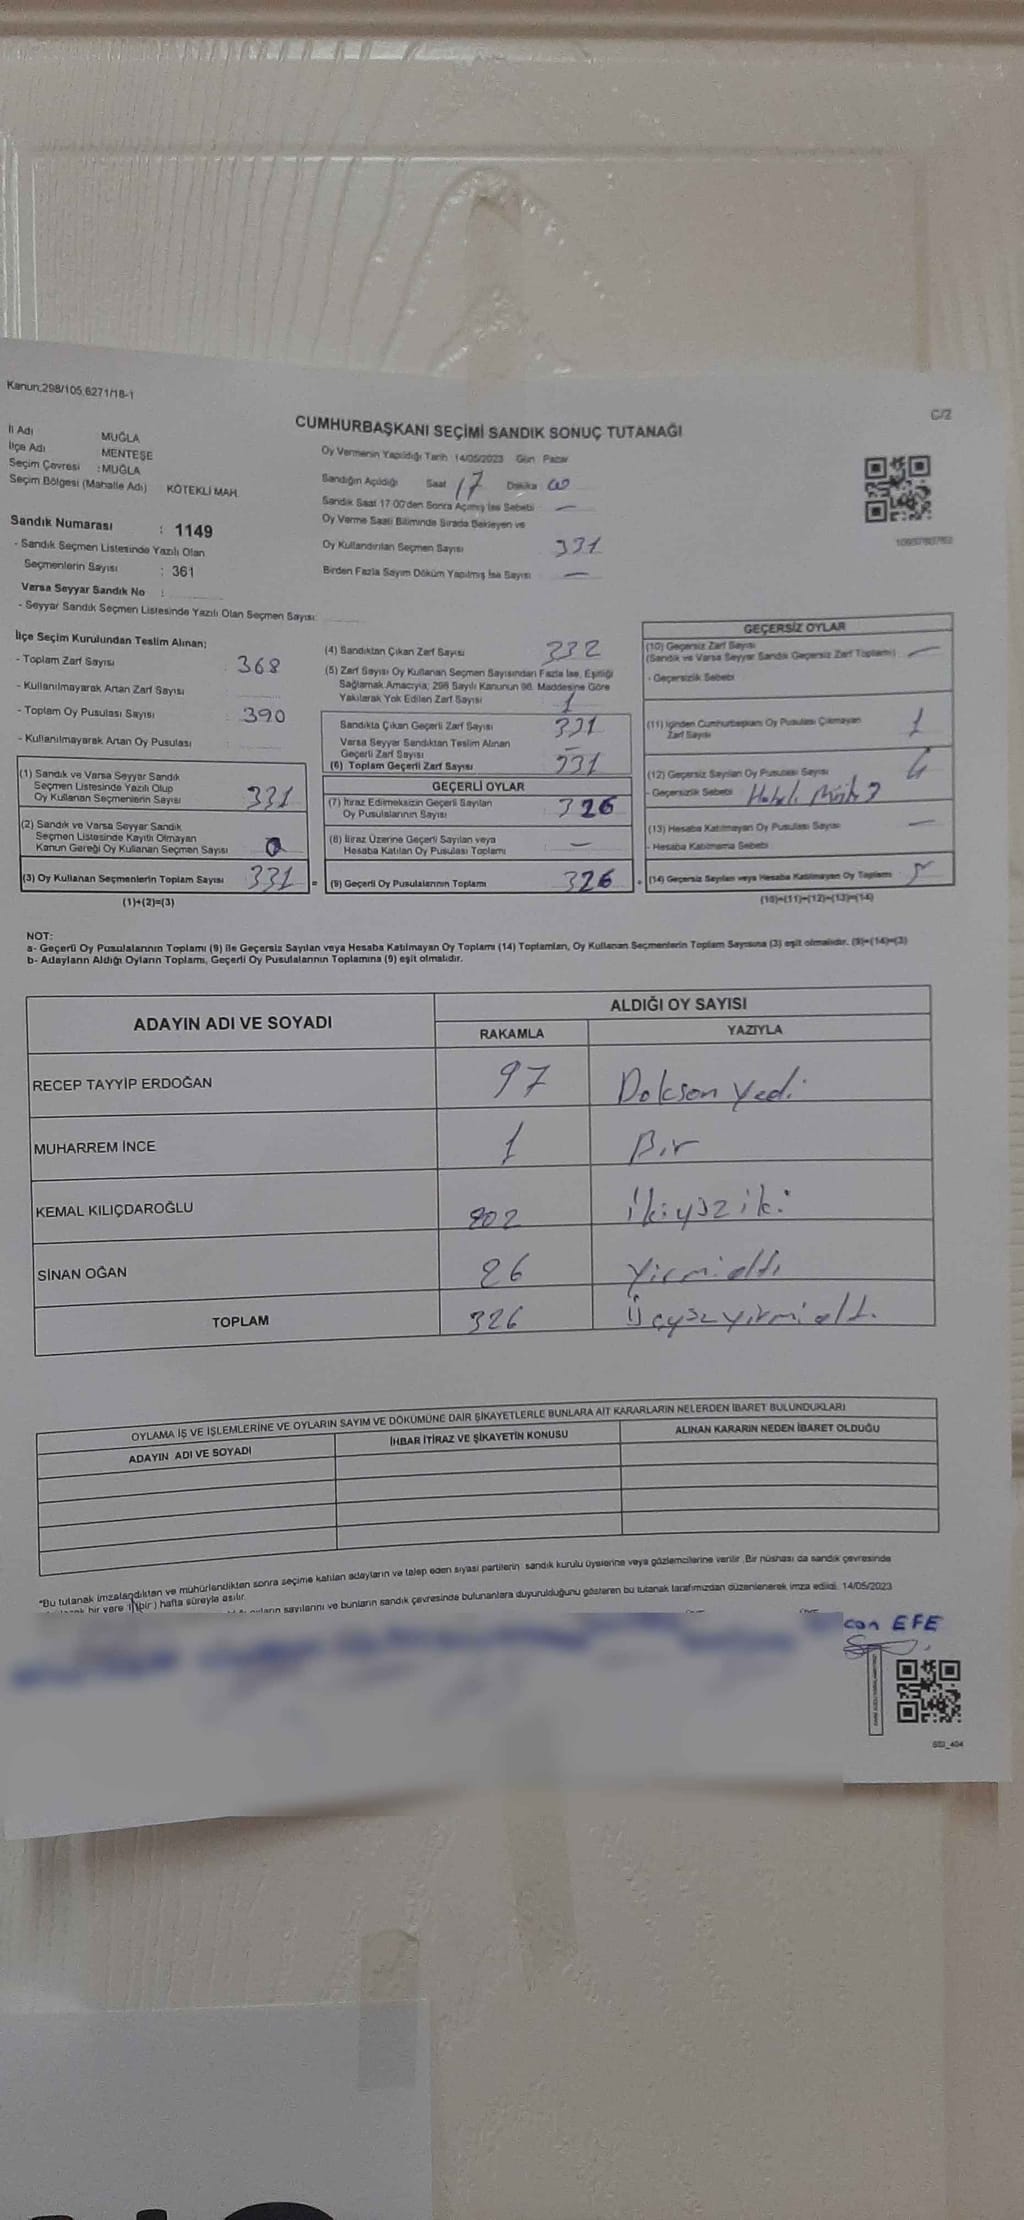 Kanun:298/105,6271/18-1
C/2
CUMHURBAŞKANI SEÇİMİ SANDIK SONUÇ TUTANAĞI
İl Adı MUĞLA
İlçe Adı MENTEŞE
Seçim Çevresi :MUĞLA
Seçim Bölgesi (Mahalle Adı) KÖTEKLİ MAH.
Sandık Numarası : 1149
- Sandık Seçmen Listesinde Yazılı Olan
Seçmenlerin Sayısı : 361
Varsa Seyyar Sandık No :
- Seyyar Sandık Seçmen Listesinde Yazılı Olan Seçmen Sayısı:
Oy Vermenin Yapıldığı Tarih 14/05/2023 Gün Pazar
Sandığın Açıldığı Saat 17 Dakika 00
Sandık Saat 17:00'den Sonra Açılmış İse Sebebi —
Oy Verme Saati Bitiminde Sırada Bekleyen ve
Oy Kullandırılan Seçmen Sayısı 331
Birden Fazla Sayım Döküm Yapılmış İse Sayısı —
İlçe Seçim Kurulundan Teslim Alınan;
- Toplam Zarf Sayısı : 368
- Kullanılmayarak Artan Zarf Sayısı
- Toplam Oy Pusulası Sayısı : 390
- Kullanılmayarak Artan Oy Pusulası :
(1) Sandık ve Varsa Seyyar Sandık
Seçmen Listesinde Yazılı Olup
Oy Kullanan Seçmenlerin Sayısı 331
(2) Sandık ve Varsa Seyyar Sandık
Seçmen Listesinde Kayıtlı Olmayan
Kanun Gereği Oy Kullanan Seçmen Sayısı 0
(3) Oy Kullanan Seçmenlerin Toplam Sayısı 331 =
(1)+(2)=(3)
(4) Sandıktan Çıkan Zarf Sayısı 332
(5) Zarf Sayısı Oy Kullanan Seçmen Sayısından Fazla İse, Eşitliği
Sağlamak Amacıyla; 298 Sayılı Kanunun 98. Maddesine Göre
Yakılarak Yok Edilen Zarf Sayısı 1
Sandıkta Çıkan Geçerli Zarf Sayısı 331
Varsa Seyyar Sandıktan Teslim Alınan
Geçerli Zarf Sayısı —
(6) Toplam Geçerli Zarf Sayısı 331
GEÇERLİ OYLAR
(7) İtiraz Edilmeksizin Geçerli Sayılan
Oy Pusulalarının Sayısı 326
(8) İtiraz Üzerine Geçerli Sayılan veya
Hesaba Katılan Oy Pusulası Toplamı —
(9) Geçerli Oy Pusulalarının Toplamı 326 +
GEÇERSİZ OYLAR
(10) Geçersiz Zarf Sayısı
(Sandık ve Varsa Seyyar Sandık Geçersiz Zarf Toplamı) —
- Geçersizlik Sebebi
(11) İçinden Cumhurbaşkanı Oy Pusulası Çıkmayan
Zarf Sayısı 1
(12) Geçersiz Sayılan Oy Pusulası Sayısı 4
- Geçersizlik Sebebi Hatalı
(13) Hesaba Katılmayan Oy Pusulası Sayısı —
- Hesaba Katılmama Sebebi
(14) Geçersiz Sayılan veya Hesaba Katılmayan Oy Toplamı 5
(10)+(11)+(12)+(13)=(14)
NOT:
a- Geçerli Oy Pusulalarının Toplamı (9) ile Geçersiz Sayılan veya Hesaba Katılmayan Oy Toplamı (14) Toplamları, Oy Kullanan Seçmenlerin Toplam Sayısına (3) eşit olmalıdır. (9)+(14)=(3)
b- Adayların Aldığı Oyların Toplamı, Geçerli Oy Pusulalarının Toplamına (9) eşit olmalıdır.
ADAYIN ADI VE SOYADI ALDIĞI OY SAYISI
RAKAMLA YAZIYLA
RECEP TAYYİP ERDOĞAN 97 Doksan yedi
MUHARREM İNCE 1 Bir
KEMAL KILIÇDAROĞLU 202 İkiyüz iki
SİNAN OĞAN 26 Yirmi altı
TOPLAM 326 Üçyüz yirmi altı
OYLAMA İŞ VE İŞLEMLERİNE VE OYLARIN SAYIM VE DÖKÜMÜNE DAİR ŞİKAYETLERLE BUNLARA AİT KARARLARIN NELERDEN İBARET BULUNDUKLARI
ADAYIN ADI VE SOYADI İHBAR İTİRAZ VE ŞİKAYETİN KONUSU ALINAN KARARIN NEDEN İBARET OLDUĞU
*Bu tutanak imzalandıktan ve mühürlendikten sonra seçime katılan adayların ve talep eden siyasi partilerin sandık kurulu üyelerine veya gözlemcilerine verilir. Bir nüshası da sandık çevresinde
bir yere 1 (bir) hafta süreyle asılır.
oyların sayılarını ve bunların sandık çevresinde bulunanlara duyurulduğunu gösteren bu tutanak tarafımızdan düzenlenerek imza edildi. 14/05/2023
can EFE